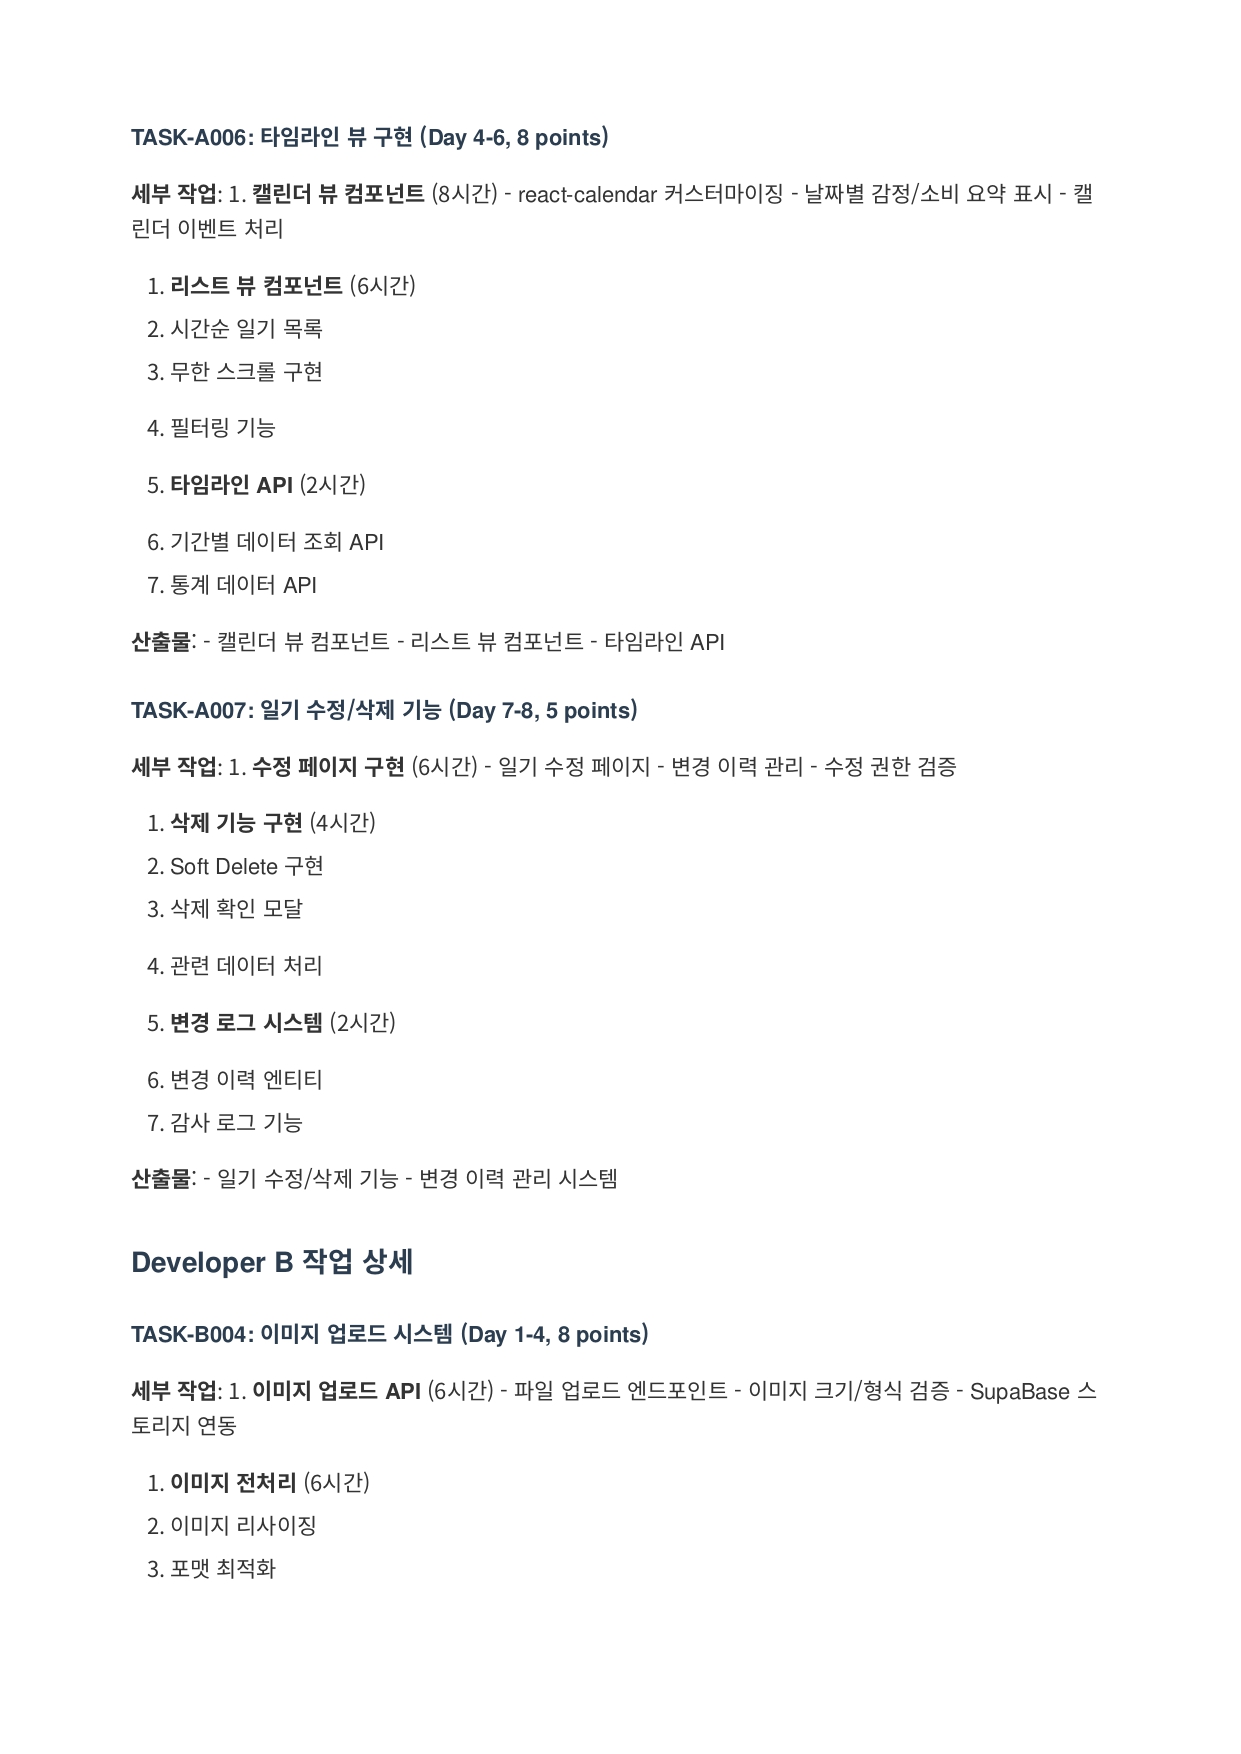 TASK-A006: 타임라인 뷰 구현 (Day 4-6, 8 points)
세부 작업: 1. 캘린더 뷰 컴포넌트 (8시간) - react-calendar 커스터마이징 - 날짜별 감정/소비 요약 표시 - 캘
린더 이벤트 처리
1. 리스트 뷰 컴포넌트 (6시간)
2. 시간순 일기 목록
3. 무한 스크롤 구현
4. 필터링 기능
5. 타임라인 API (2시간)
6. 기간별 데이터 조회 API
7. 통계 데이터 API
산출물: - 캘린더 뷰 컴포넌트 - 리스트 뷰 컴포넌트 - 타임라인 API
TASK-A007: 일기 수정/삭제 기능 (Day 7-8, 5 points)
세부 작업: 1. 수정 페이지 구현 (6시간) - 일기 수정 페이지 - 변경 이력 관리 - 수정 권한 검증
1. 삭제 기능 구현 (4시간)
2. Soft Delete 구현
3. 삭제 확인 모달
4. 관련 데이터 처리
5. 변경 로그 시스템 (2시간)
6. 변경 이력 엔티티
7. 감사 로그 기능
산출물: - 일기 수정/삭제 기능 - 변경 이력 관리 시스템
Developer B 작업 상세
TASK-B004: 이미지 업로드 시스템 (Day 1-4, 8 points)
세부 작업: 1. 이미지 업로드 API (6시간) - 파일 업로드 엔드포인트 - 이미지 크기/형식 검증 - SupaBase 스
토리지 연동
1. 이미지 전처리 (6시간)
2. 이미지 리사이징
3. 포맷 최적화